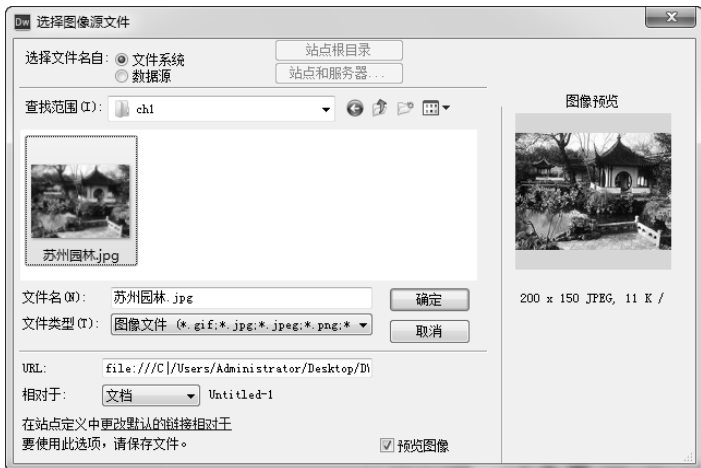 Dw 选择图像源文件
选择文件名自: 文件系统 站点根目录
数据源 站点和服务器...
查找范围(I): ch1
图像预览
苏州园林.jpg
文件名(N): 苏州园林.jpg 确定
200 x 150 JPEG, 11 K /
文件类型(T): 图像文件 (*.gif;*.jpg;*.jpeg;*.png;* 取消
URL: file:///C|/Users/Administrator/Desktop/D
相对于: 文档 Untitled-1
在站点定义中更改默认的链接相对于
要使用此选项，请保存文件。 预览图像